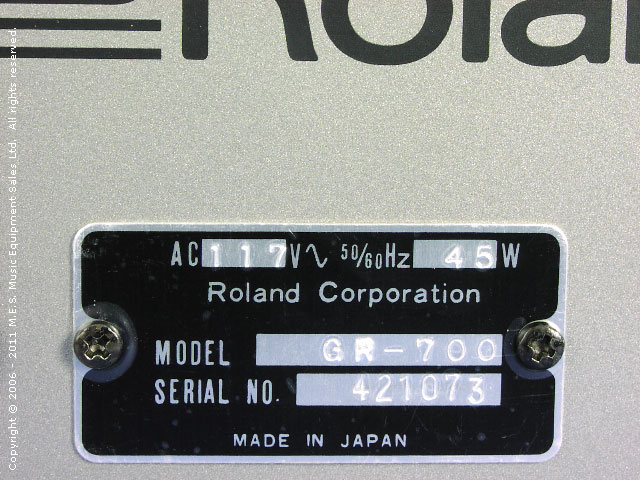 Roland
AC 117V∿ 50/60Hz 45W
Roland Corporation
MODEL GR-700
SERIAL NO. 421073
MADE IN JAPAN
Copyright © 2006 - 2011 M.E.S. Music Equipment Sales Ltd. All rights reserved.